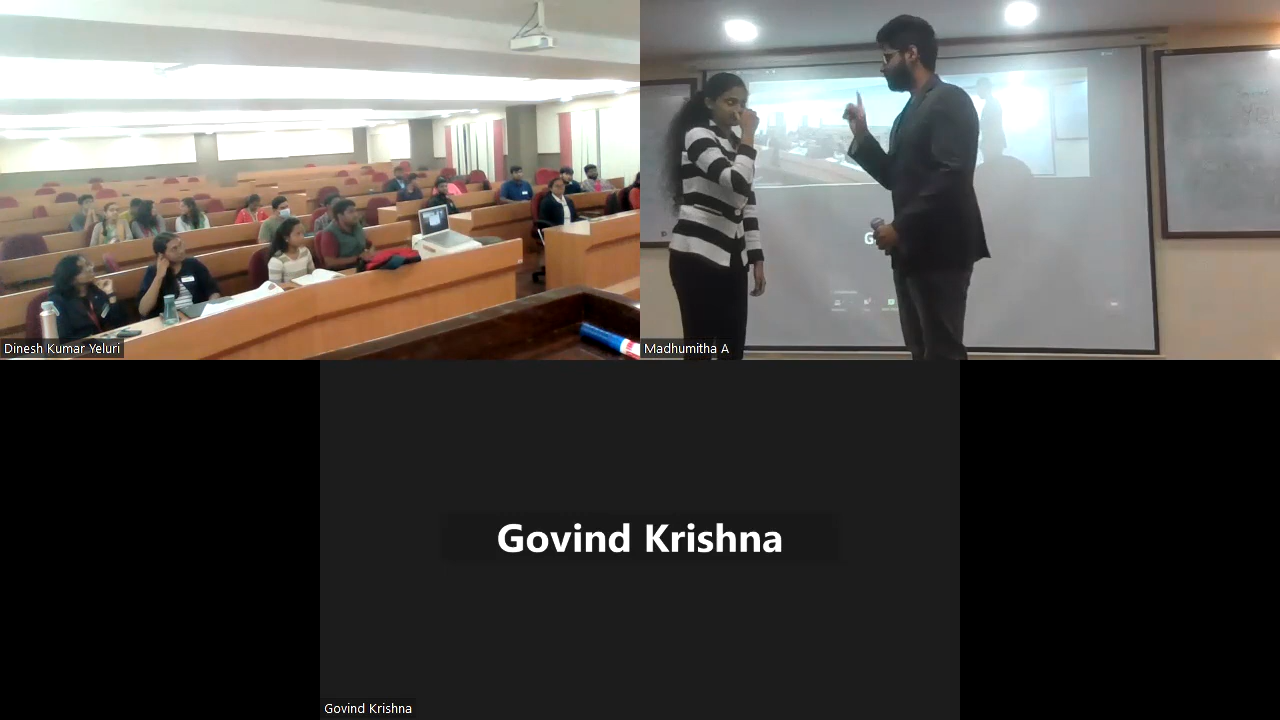 Dinesh Kumar Yeluri
Madhumitha A
Govind Krishna
Govind Krishna